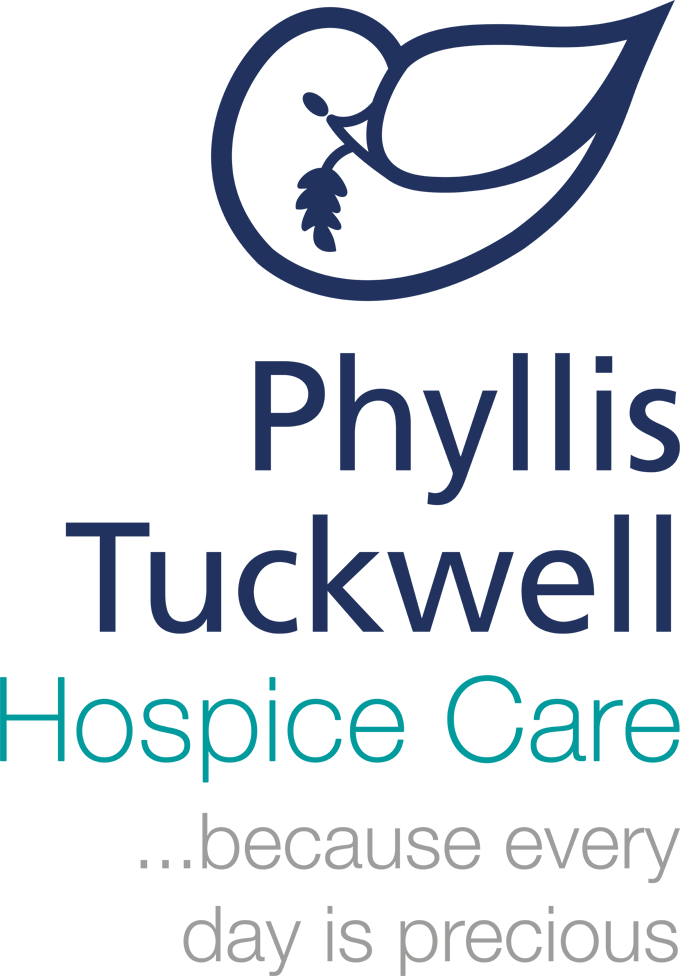 Phyllis
Tuckwell
Hospice Care
...because every
day is precious